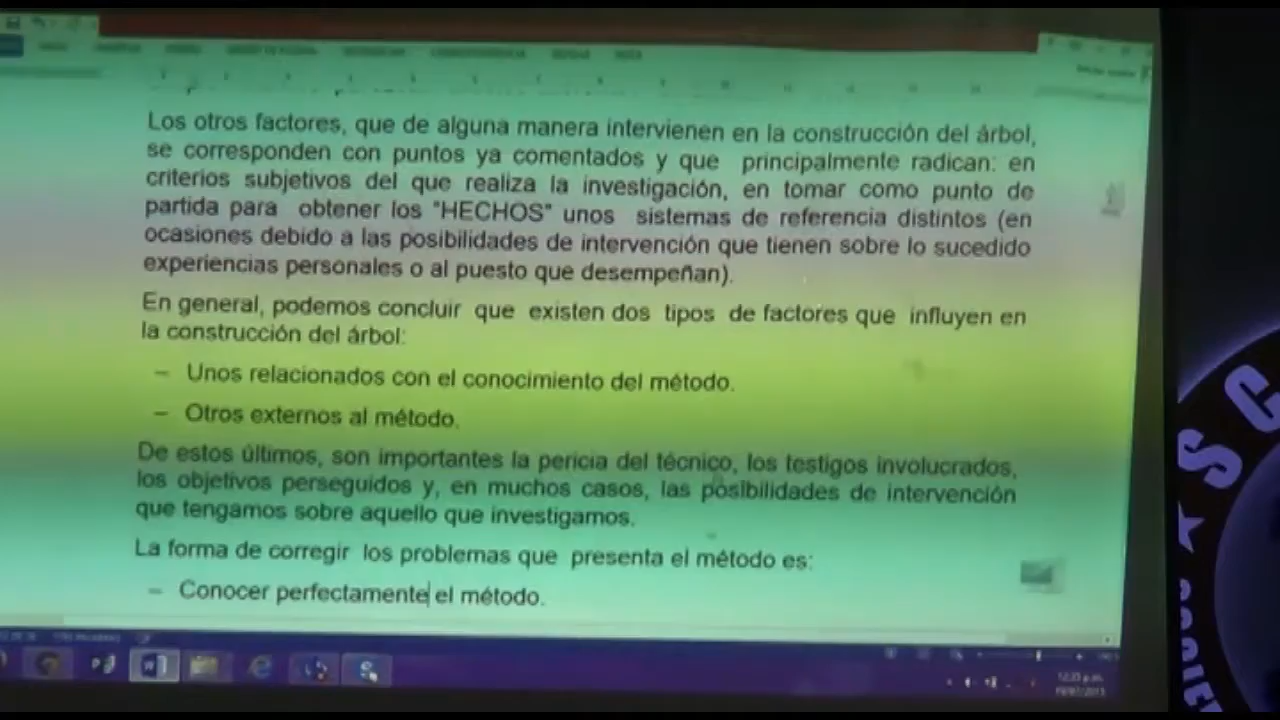 Los otros factores, que de alguna manera intervienen en la construcción del árbol,
se corresponden con puntos ya comentados y que principalmente radican: en
criterios subjetivos del que realiza la investigación, en tomar como punto de
partida para obtener los "HECHOS" unos sistemas de referencia distintos (en
ocasiones debido a las posibilidades de intervención que tienen sobre lo sucedido
experiencias personales o al puesto que desempeñan).
En general, podemos concluir que existen dos tipos de factores que influyen en
la construcción del árbol:
– Unos relacionados con el conocimiento del método.
– Otros externos al método.
De estos últimos, son importantes la pericia del técnico, los testigos involucrados,
los objetivos perseguidos y, en muchos casos, las posibilidades de intervención
que tengamos sobre aquello que investigamos.
La forma de corregir los problemas que presenta el método es:
– Conocer perfectamente el método.